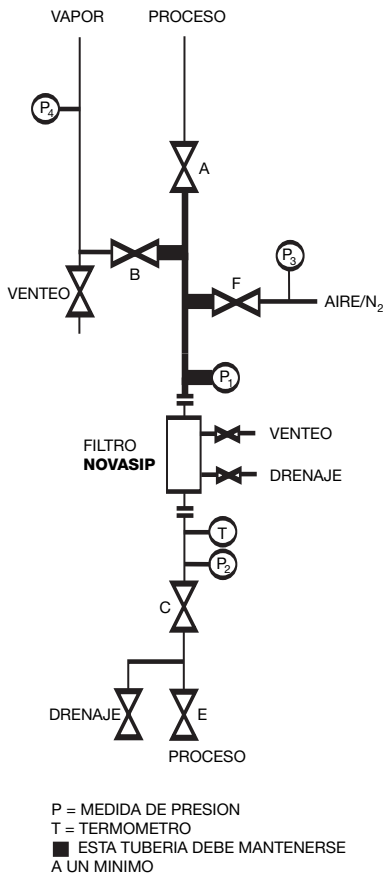 VAPOR
PROCESO
P4
A
B
F
P3
VENTEO
AIRE/N2
P1
FILTRO
NOVASIP
VENTEO
DRENAJE
T
P2
C
DRENAJE
E
PROCESO
P = MEDIDA DE PRESION
T = TERMOMETRO
ESTA TUBERIA DEBE MANTENERSE
A UN MINIMO